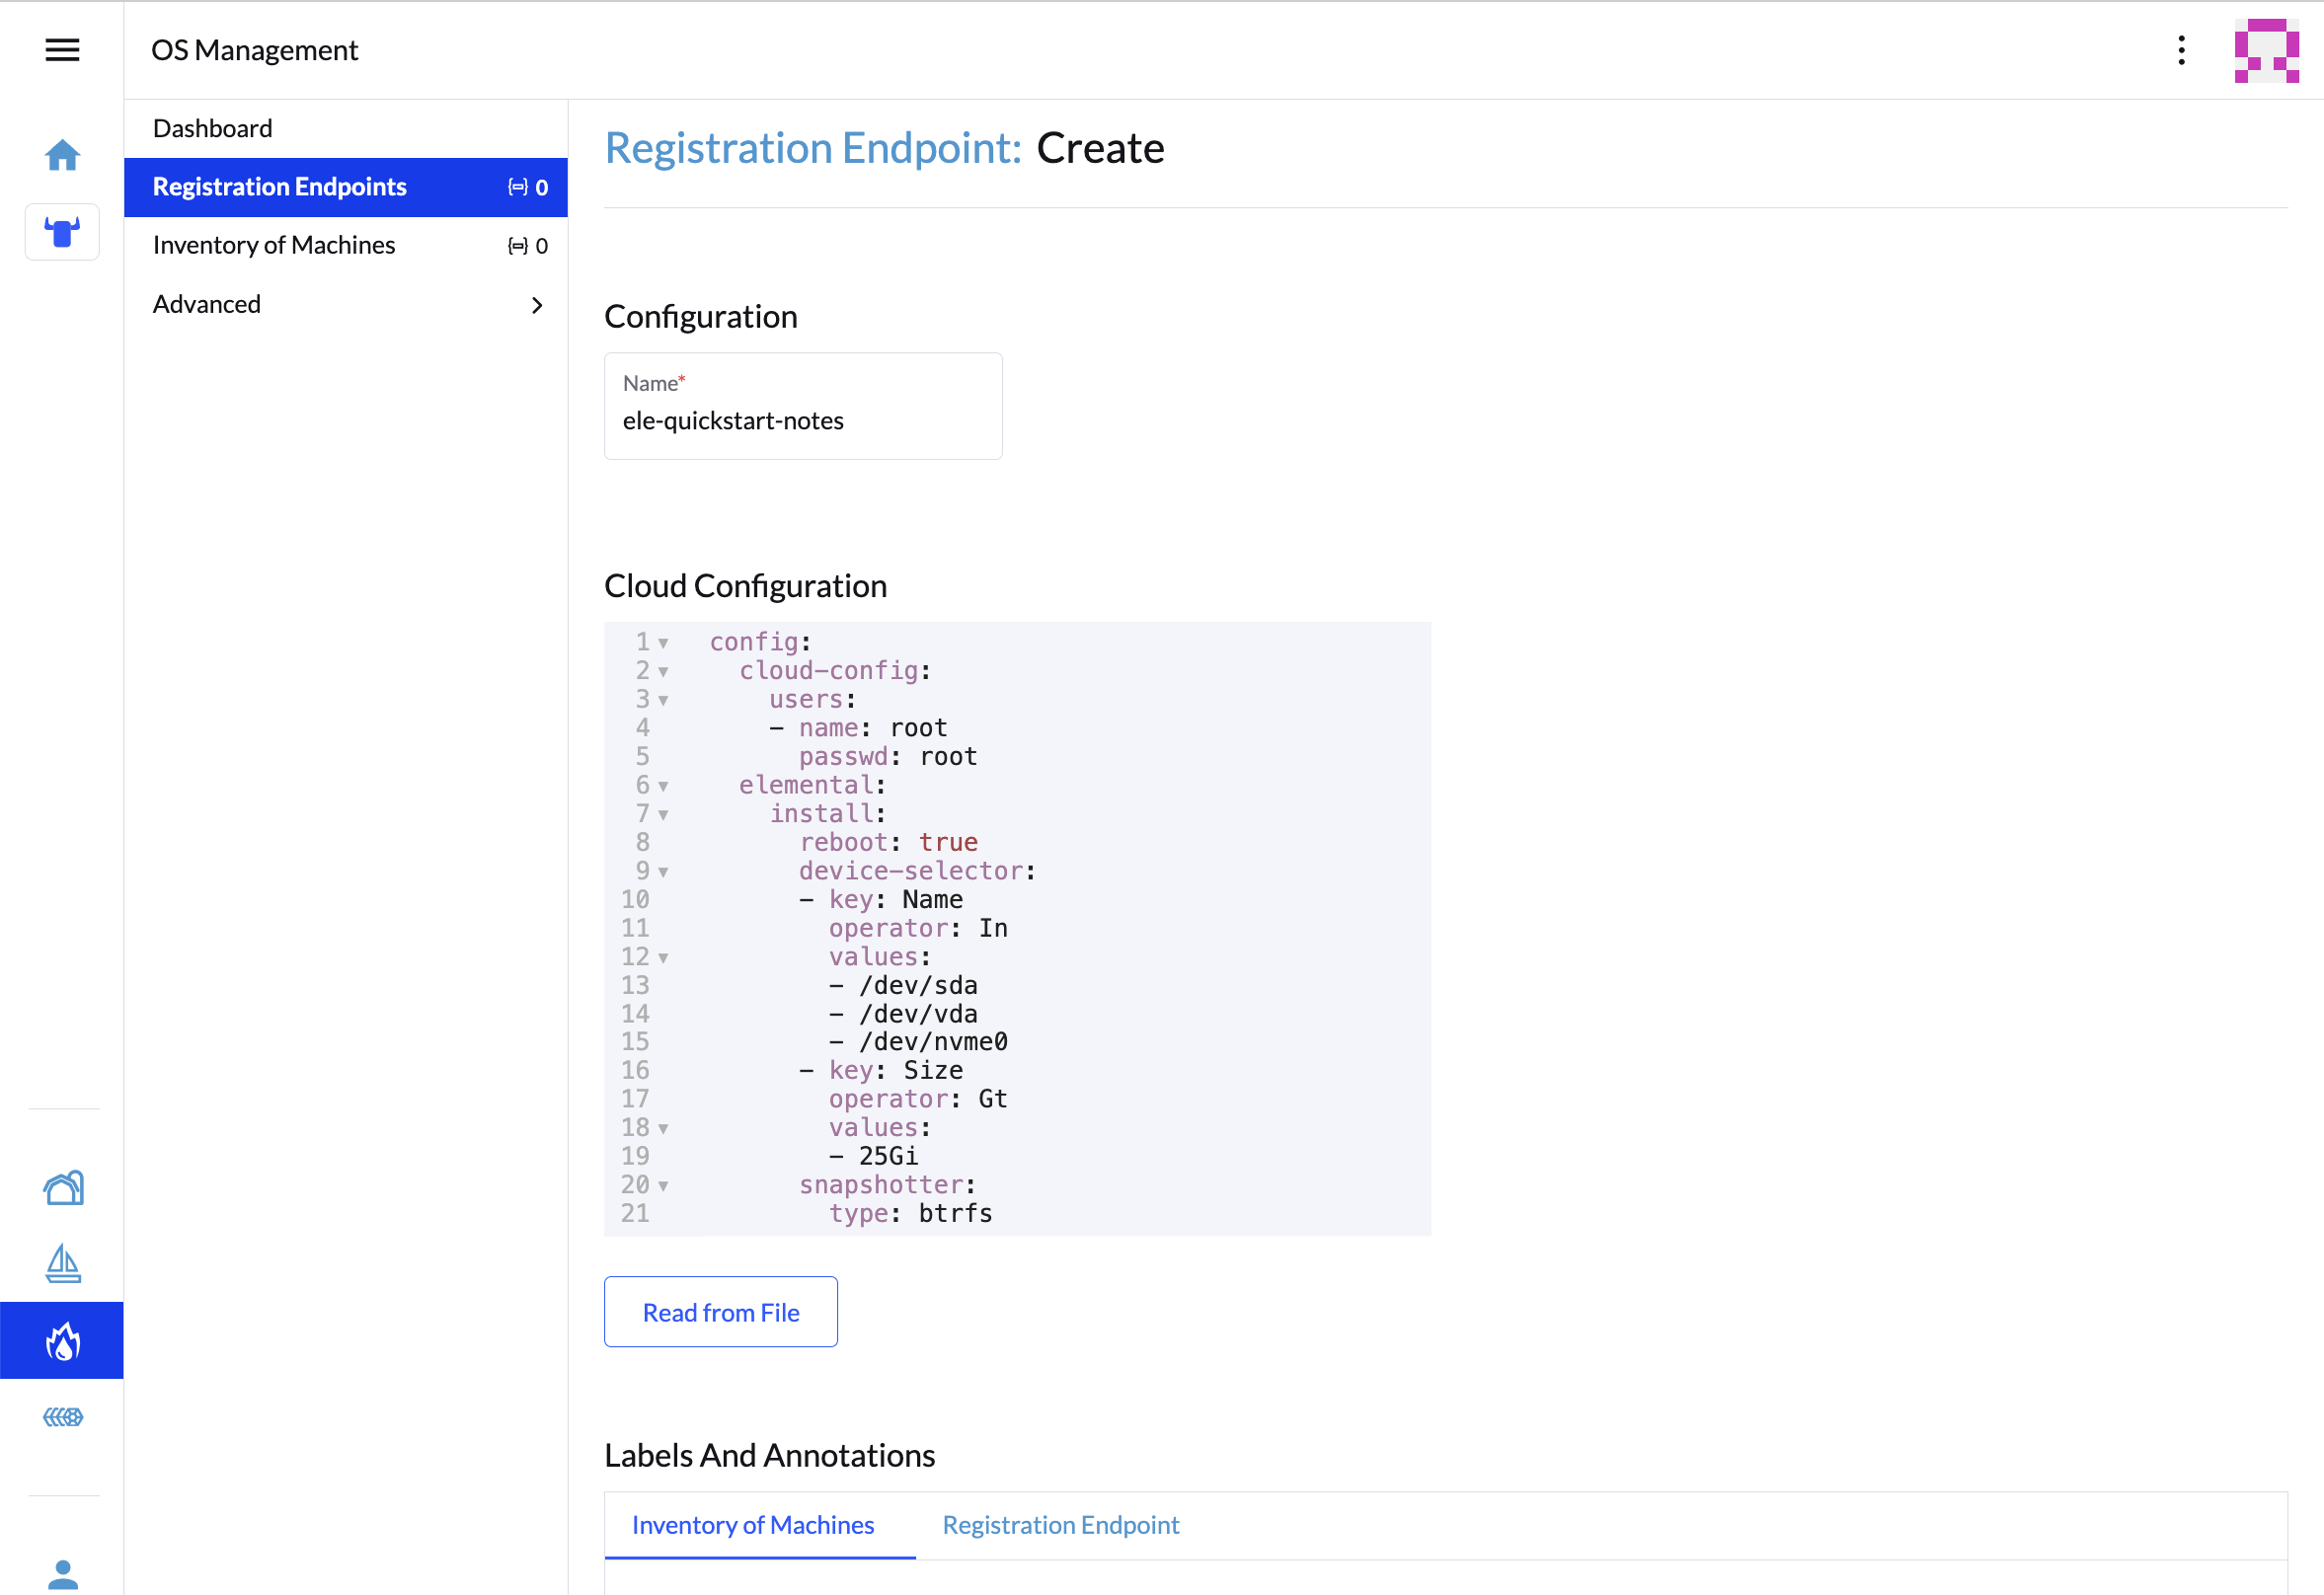 OS Management
Dashboard
Registration Endpoints 0
Inventory of Machines 0
Advanced
Registration Endpoint: Create
Configuration
Name*
ele-quickstart-notes
Cloud Configuration
1 config:
2   cloud-config:
3     users:
4     - name: root
5       passwd: root
6   elemental:
7     install:
8       reboot: true
9       device-selector:
10       - key: Name
11         operator: In
12         values:
13         - /dev/sda
14         - /dev/vda
15         - /dev/nvme0
16       - key: Size
17         operator: Gt
18         values:
19         - 25Gi
20       snapshotter:
21         type: btrfs
Read from File
Labels And Annotations
Inventory of Machines Registration Endpoint